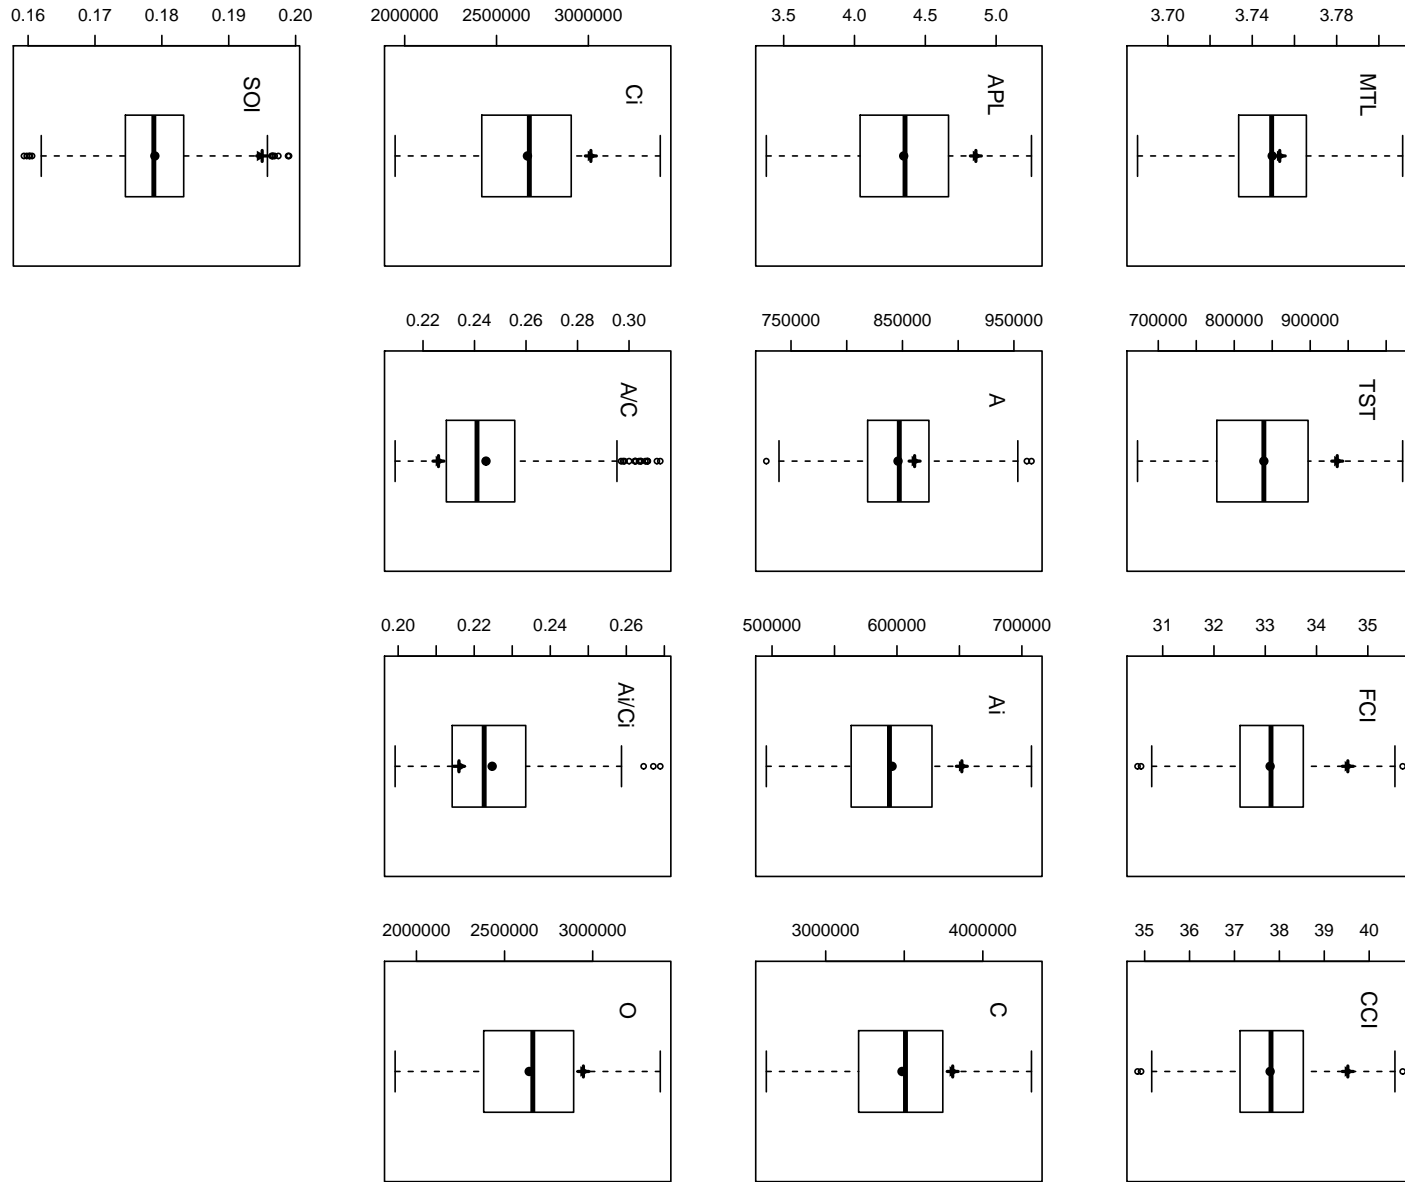 0.16 0.17 0.18 0.19 0.20
SOI
2000000 2500000 3000000
Ci
3.5 4.0 4.5 5.0
APL
3.70 3.74 3.78
MTL
0.22 0.24 0.26 0.28 0.30
A/C
750000 850000 950000
A
700000 800000 900000
TST
0.20 0.22 0.24 0.26
Ai/Ci
500000 600000 700000
Ai
31 32 33 34 35
FCI
2000000 2500000 3000000
O
3000000 4000000
C
35 36 37 38 39 40
CCI